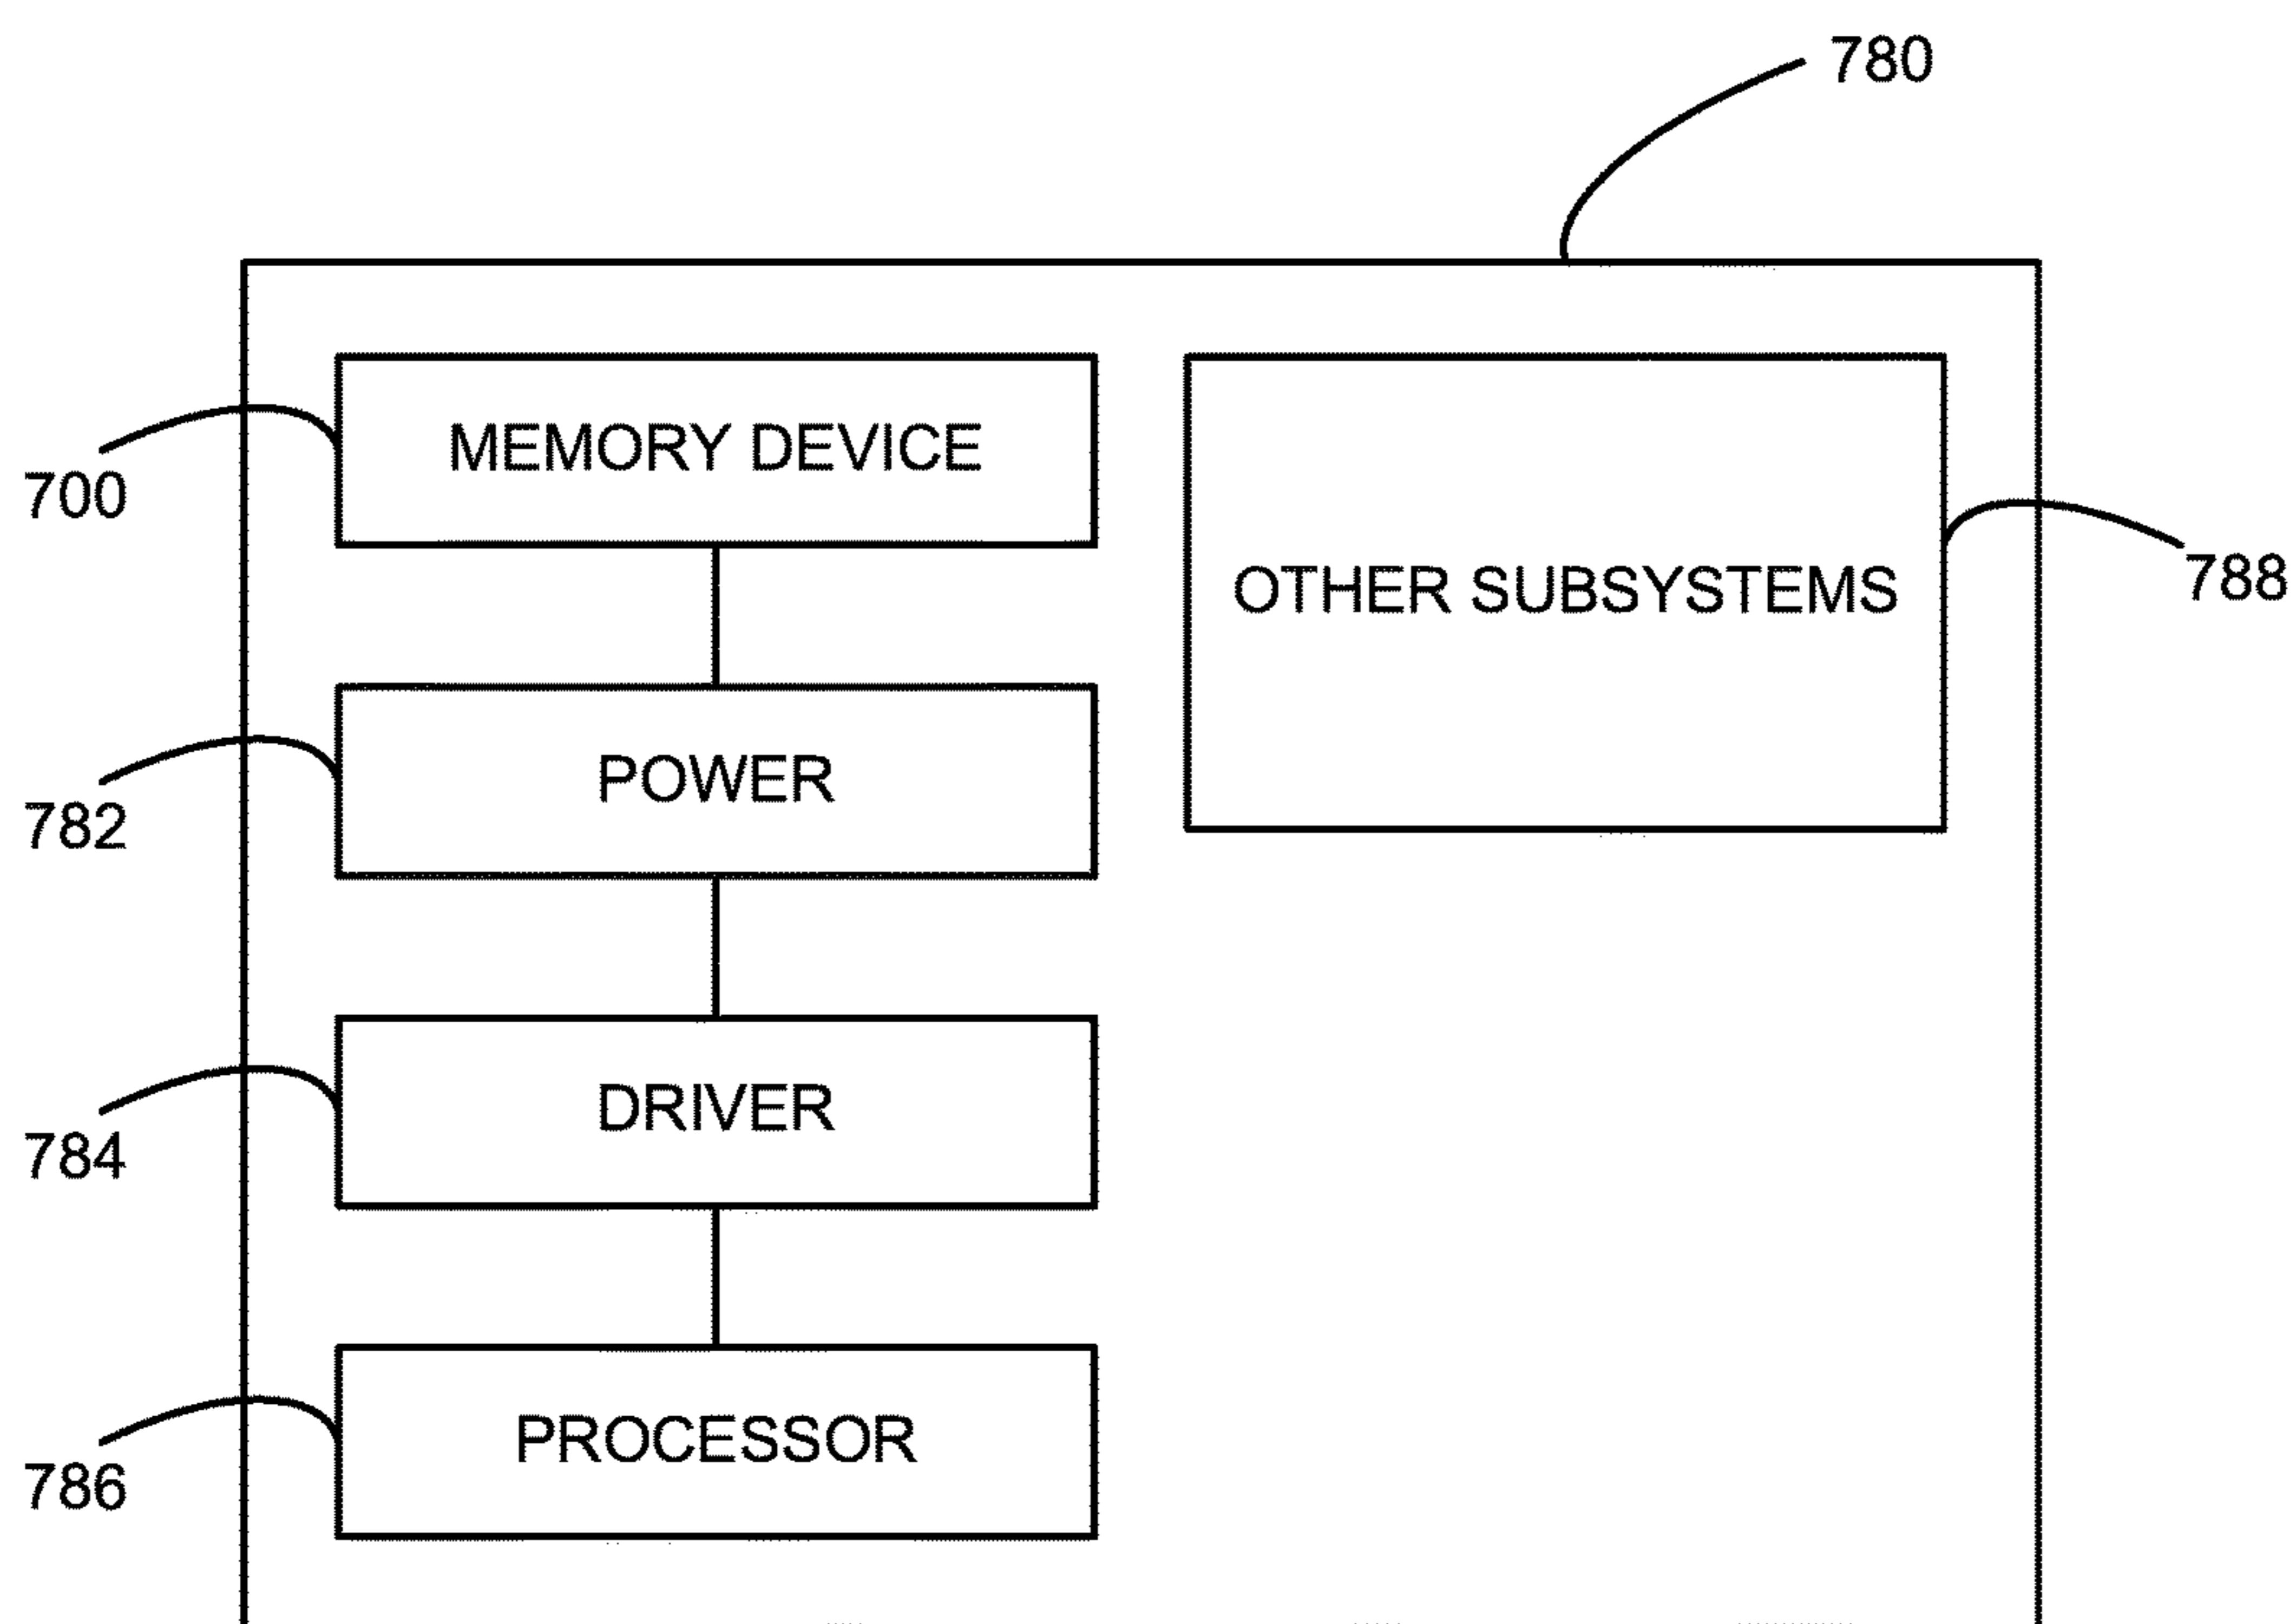 780
MEMORY DEVICE
700
OTHER SUBSYSTEMS
788
POWER
782
DRIVER
784
PROCESSOR
786